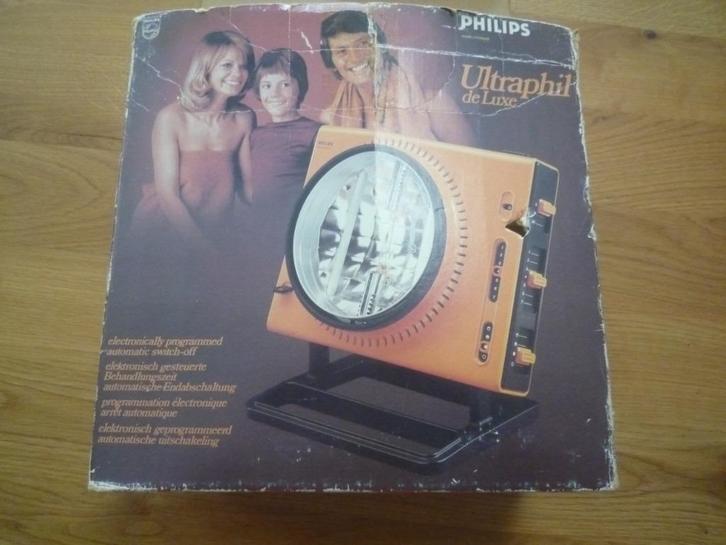 PHILIPS
Ultraphil
de Luxe
PHILIPS
electronically programmed
automatic switch-off
elektronisch gesteuerte
Behandlungszeit
automatische Endabschaltung
programmation électronique
arrêt automatique
elektronisch geprogrammeerd
automatische uitschakeling